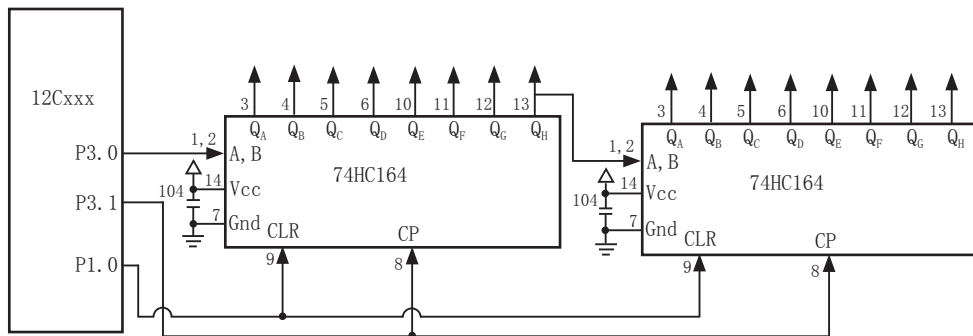 12Cxxx
P3.0
P3.1
P1.0
3 4 5 6 10 11 12 13
QA QB QC QD QE QF QG QH
1,2 A,B
74HC164
14 Vcc
104
7 Gnd
CLR CP
9 8
3 4 5 6 10 11 12 13
QA QB QC QD QE QF QG QH
1,2 A,B
74HC164
14 Vcc
104
7 Gnd
CLR CP
9 8